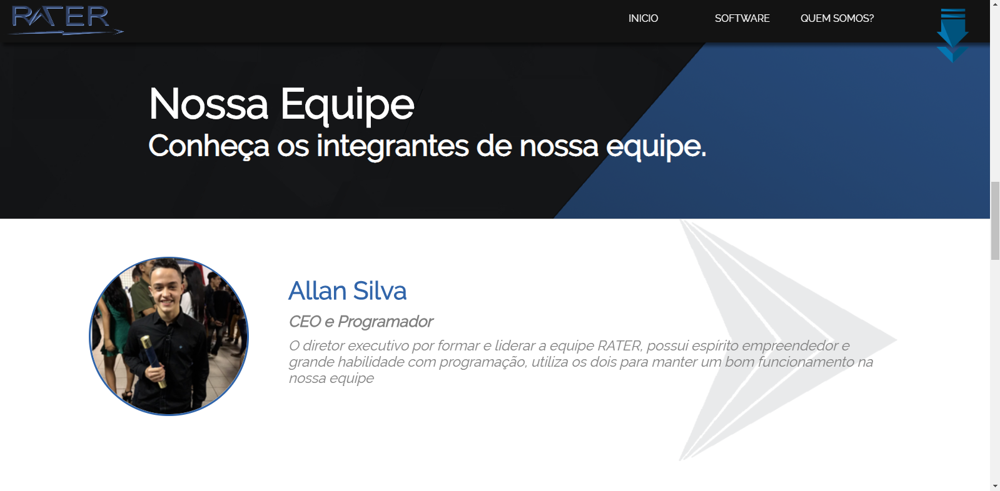 RATER
INICIO
SOFTWARE
QUEM SOMOS?
Nossa Equipe
Conheça os integrantes de nossa equipe.
Allan Silva
CEO e Programador
O diretor executivo por formar e liderar a equipe RATER, possui espírito empreendedor e
grande habilidade com programação, utiliza os dois para manter um bom funcionamento na
nossa equipe